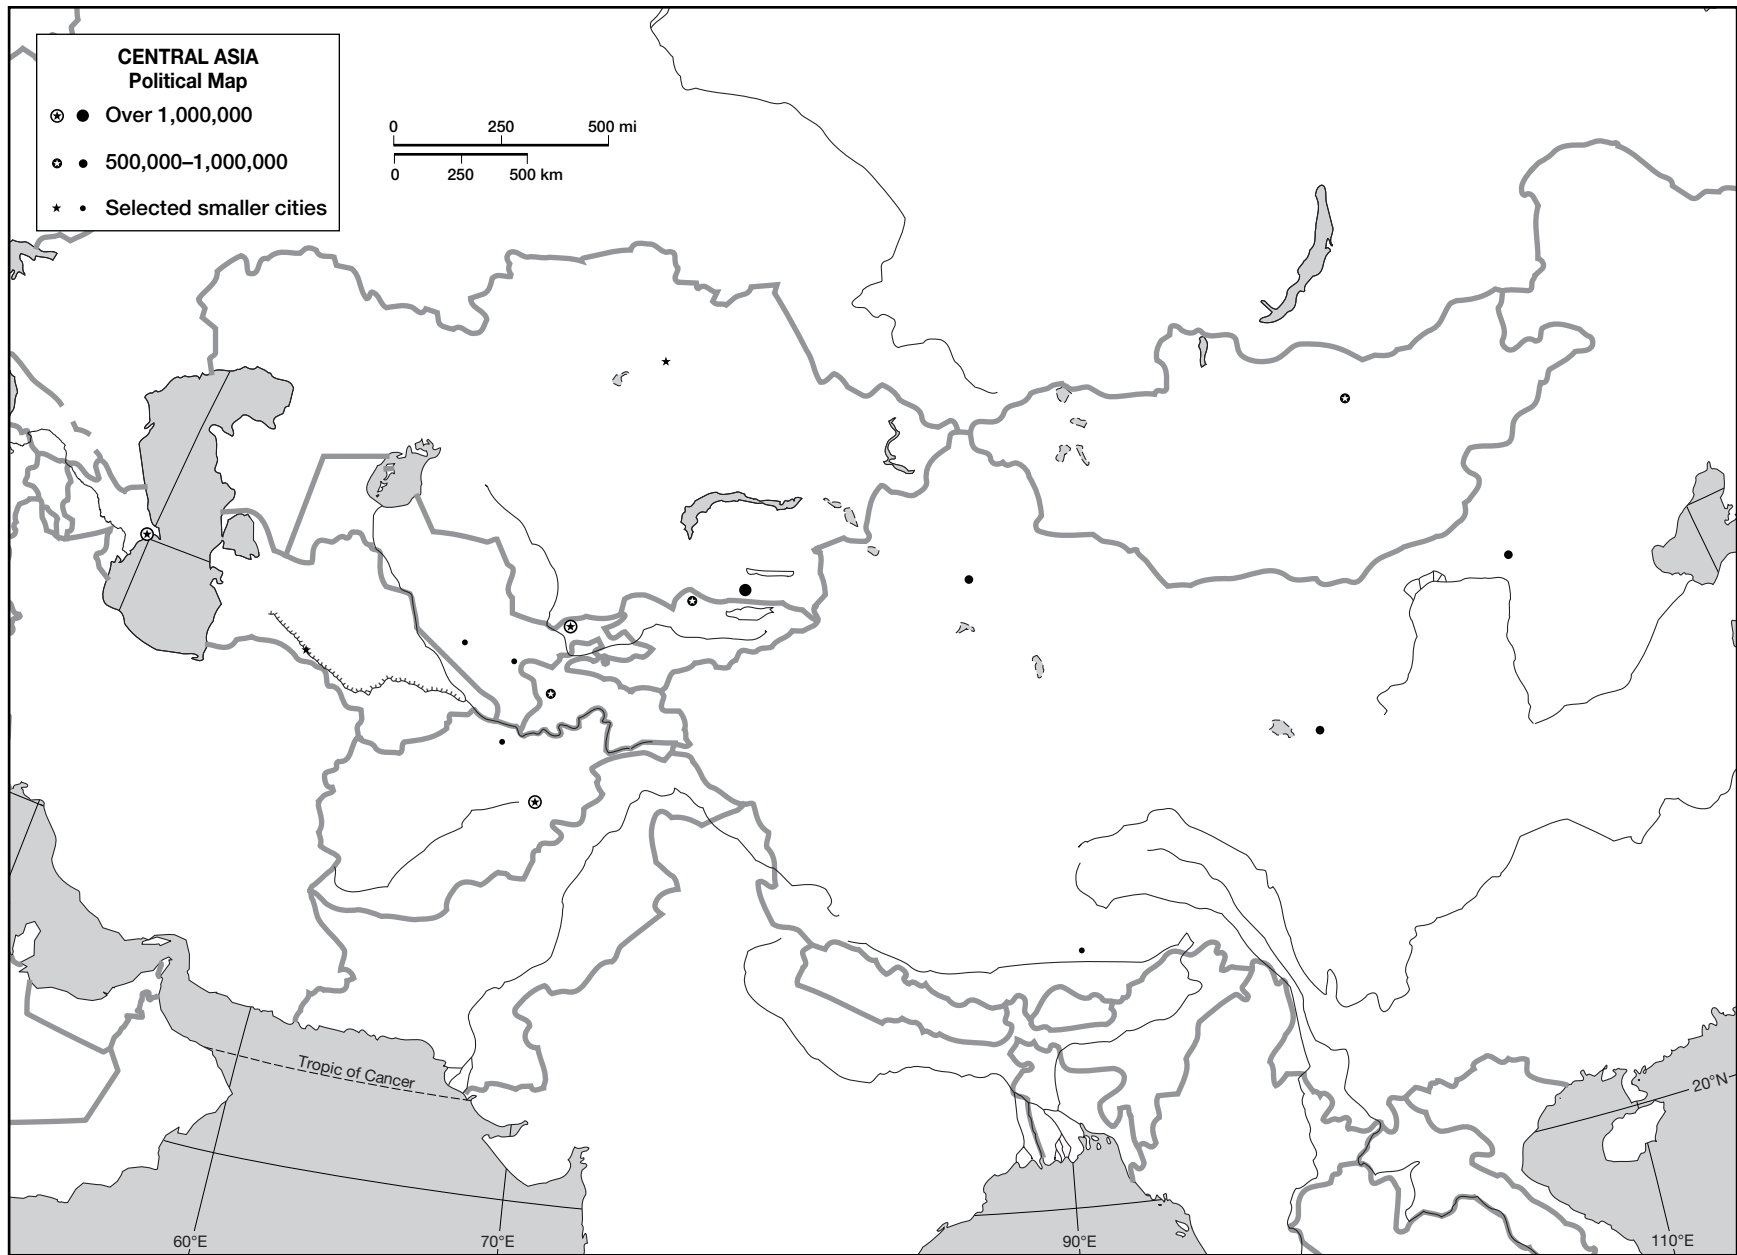 CENTRAL ASIA
Political Map
Over 1,000,000
500,000–1,000,000
Selected smaller cities
0 250 500 mi
0 250 500 km
Tropic of Cancer
20°N
60°E
70°E
90°E
110°E